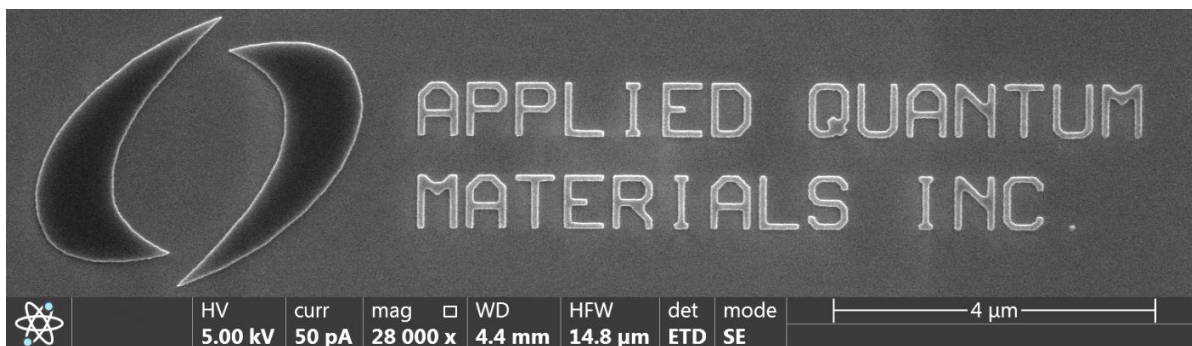 APPLIED QUANTUM
MATERIALS INC.
HV curr mag WD HFW det mode 4 µm
5.00 kV 50 pA 28 000 x 4.4 mm 14.8 µm ETD SE